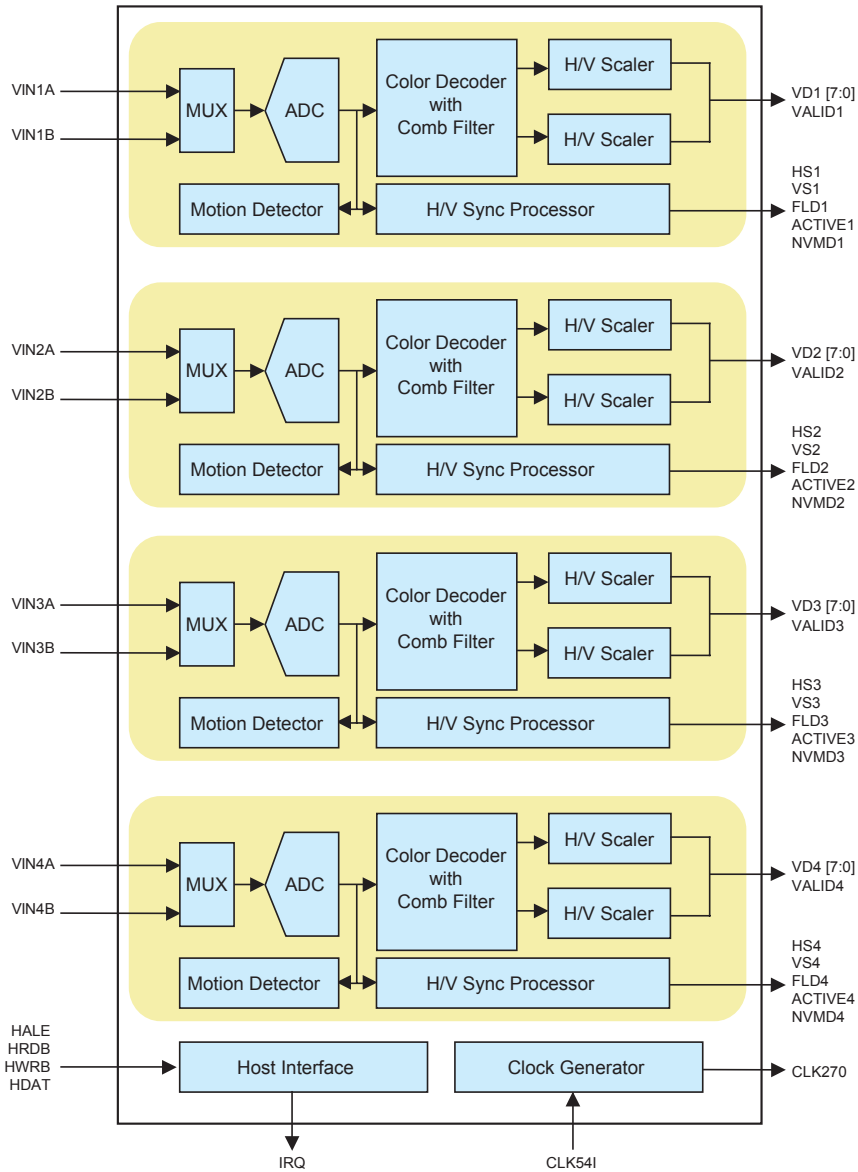 VIN1A
VIN1B
MUX
ADC
Color Decoder
with
Comb Filter
H/V Scaler
H/V Scaler
Motion Detector
H/V Sync Processor
VD1 [7:0]
VALID1
HS1
VS1
FLD1
ACTIVE1
NVMD1
VIN2A
VIN2B
MUX
ADC
Color Decoder
with
Comb Filter
H/V Scaler
H/V Scaler
Motion Detector
H/V Sync Processor
VD2 [7:0]
VALID2
HS2
VS2
FLD2
ACTIVE2
NVMD2
VIN3A
VIN3B
MUX
ADC
Color Decoder
with
Comb Filter
H/V Scaler
H/V Scaler
Motion Detector
H/V Sync Processor
VD3 [7:0]
VALID3
HS3
VS3
FLD3
ACTIVE3
NVMD3
VIN4A
VIN4B
MUX
ADC
Color Decoder
with
Comb Filter
H/V Scaler
H/V Scaler
Motion Detector
H/V Sync Processor
VD4 [7:0]
VALID4
HS4
VS4
FLD4
ACTIVE4
NVMD4
HALE
HRDB
HWRB
HDAT
Host Interface
Clock Generator
CLK270
IRQ
CLK54I